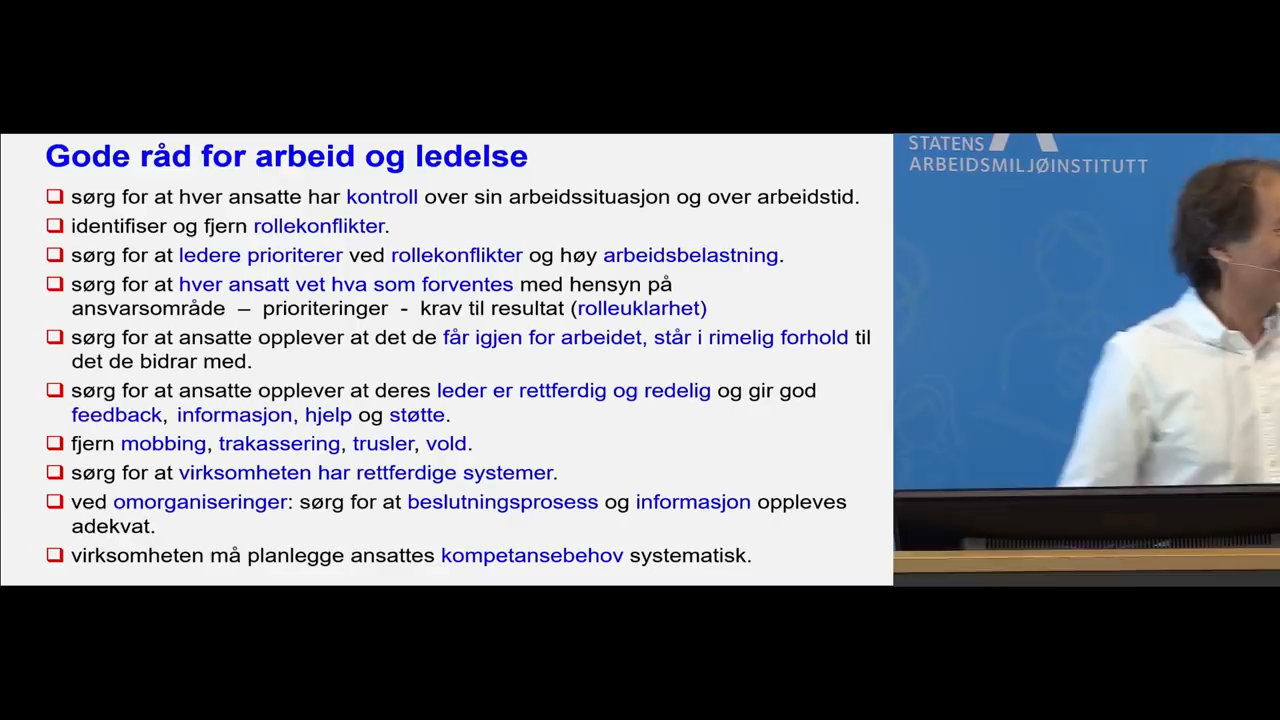 Gode råd for arbeid og ledelse
sørg for at hver ansatte har kontroll over sin arbeidssituasjon og over arbeidstid.
identifiser og fjern rollekonflikter.
sørg for at ledere prioriterer ved rollekonflikter og høy arbeidsbelastning.
sørg for at hver ansatt vet hva som forventes med hensyn på
ansvarsområde – prioriteringer - krav til resultat (rolleuklarhet)
sørg for at ansatte opplever at det de får igjen for arbeidet, står i rimelig forhold til
det de bidrar med.
sørg for at ansatte opplever at deres leder er rettferdig og redelig og gir god
feedback, informasjon, hjelp og støtte.
fjern mobbing, trakassering, trusler, vold.
sørg for at virksomheten har rettferdige systemer.
ved omorganiseringer: sørg for at beslutningsprosess og informasjon oppleves
adekvat.
virksomheten må planlegge ansattes kompetansebehov systematisk.
STATENS
ARBEIDSMILJØINSTITUTT